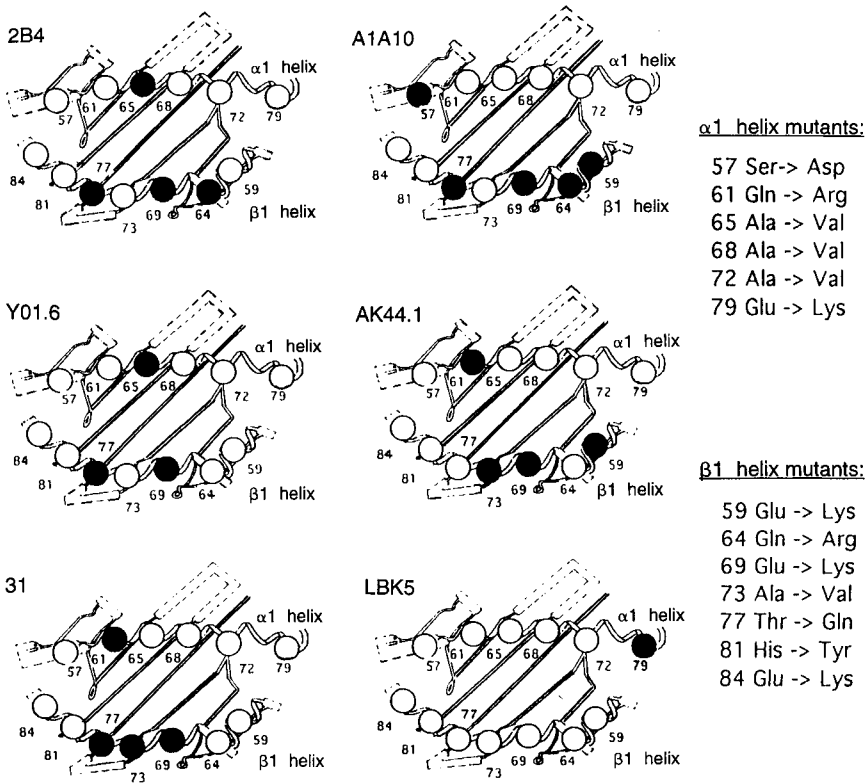 2B4
α1 helix
57
61
65
68
72
79
84
81
77
73
69
64
59
β1 helix
A1A10
α1 helix
57
61
65
68
72
79
84
81
77
73
69
64
59
β1 helix
Y01.6
α1 helix
57
61
65
68
72
79
84
81
77
73
69
64
59
β1 helix
AK44.1
α1 helix
57
61
65
68
72
79
84
81
77
73
69
64
59
β1 helix
31
α1 helix
57
61
65
68
72
79
84
81
77
73
69
64
59
β1 helix
LBK5
α1 helix
57
61
65
68
72
79
84
81
77
73
69
64
59
β1 helix
α1 helix mutants:
57 Ser-> Asp
61 Gln -> Arg
65 Ala -> Val
68 Ala -> Val
72 Ala -> Val
79 Glu -> Lys
β1 helix mutants:
59 Glu -> Lys
64 Gln -> Arg
69 Glu -> Lys
73 Ala -> Val
77 Thr -> Gln
81 His -> Tyr
84 Glu -> Lys